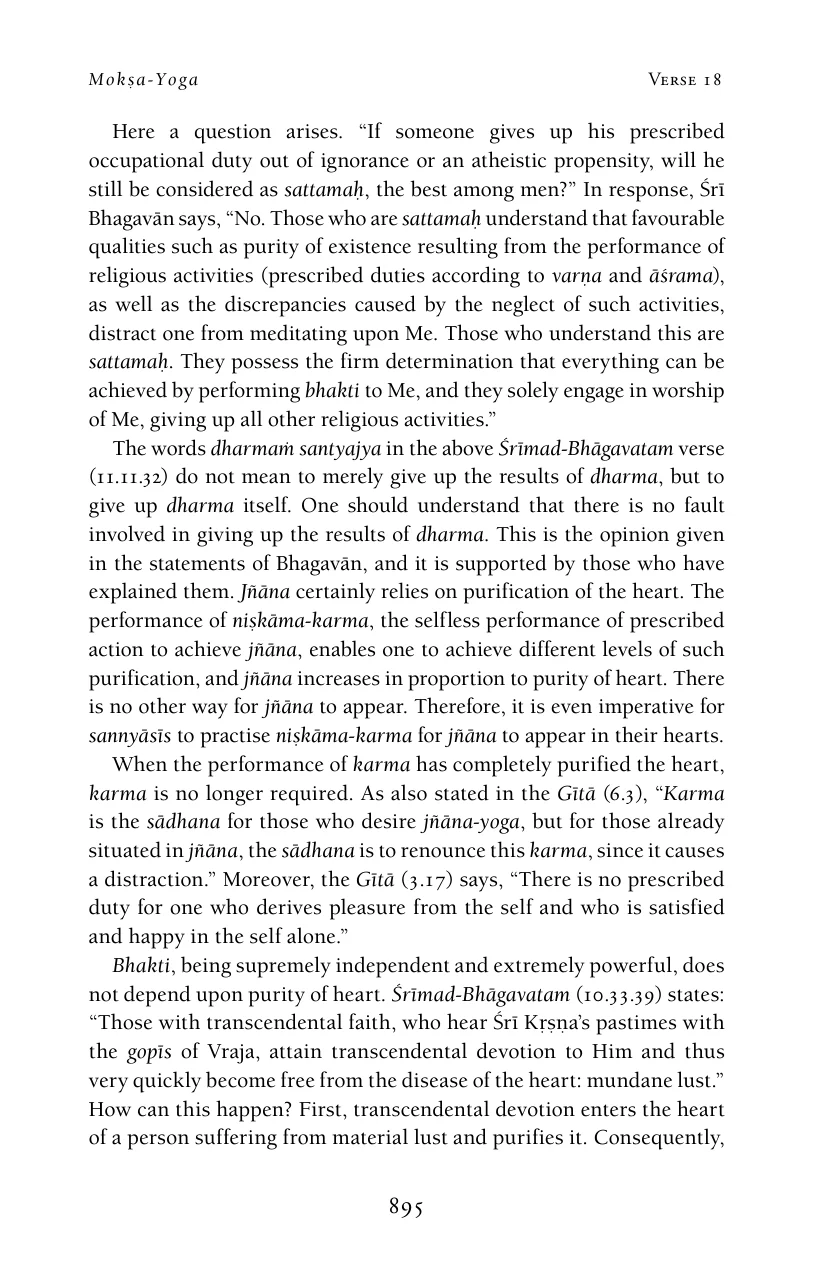 Mokṣa-Yoga Verse 18
Here a question arises. “If someone gives up his prescribed
occupational duty out of ignorance or an atheistic propensity, will he
still be considered as sattamaḥ, the best among men?” In response, Śrī
Bhagavān says, “No. Those who are sattamaḥ understand that favourable
qualities such as purity of existence resulting from the performance of
religious activities (prescribed duties according to varṇa and āśrama),
as well as the discrepancies caused by the neglect of such activities,
distract one from meditating upon Me. Those who understand this are
sattamaḥ. They possess the firm determination that everything can be
achieved by performing bhakti to Me, and they solely engage in worship
of Me, giving up all other religious activities.”
The words dharmaṁ santyajya in the above Śrīmad-Bhāgavatam verse
(11.11.32) do not mean to merely give up the results of dharma, but to
give up dharma itself. One should understand that there is no fault
involved in giving up the results of dharma. This is the opinion given
in the statements of Bhagavān, and it is supported by those who have
explained them. Jñāna certainly relies on purification of the heart. The
performance of niṣkāma-karma, the selfless performance of prescribed
action to achieve jñāna, enables one to achieve different levels of such
purification, and jñāna increases in proportion to purity of heart. There
is no other way for jñāna to appear. Therefore, it is even imperative for
sannyāsīs to practise niṣkāma-karma for jñāna to appear in their hearts.
When the performance of karma has completely purified the heart,
karma is no longer required. As also stated in the Gītā (6.3), “Karma
is the sādhana for those who desire jñāna-yoga, but for those already
situated in jñāna, the sādhana is to renounce this karma, since it causes
a distraction.” Moreover, the Gītā (3.17) says, “There is no prescribed
duty for one who derives pleasure from the self and who is satisfied
and happy in the self alone.”
Bhakti, being supremely independent and extremely powerful, does
not depend upon purity of heart. Śrīmad-Bhāgavatam (10.33.39) states:
“Those with transcendental faith, who hear Śrī Kṛṣṇa’s pastimes with
the gopīs of Vraja, attain transcendental devotion to Him and thus
very quickly become free from the disease of the heart: mundane lust.”
How can this happen? First, transcendental devotion enters the heart
of a person suffering from material lust and purifies it. Consequently,
895